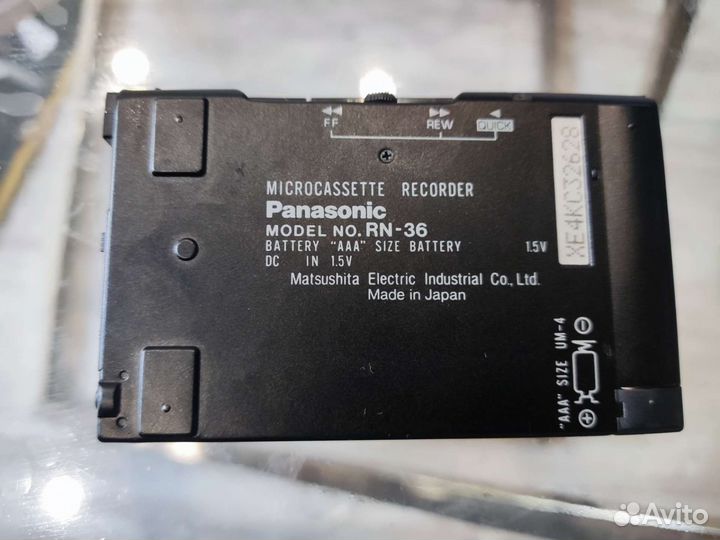 ◀◀ ▶▶ ◀
FF REW QUICK
MICROCASSETTE RECORDER
Panasonic
MODEL NO. RN-36
BATTERY "AAA" SIZE BATTERY 1.5V
DC IN 1.5V
Matsushita Electric Industrial Co., Ltd.
Made in Japan
XE4KC32628
"AAA" SIZE UM-4
⊖
⊕
Avito